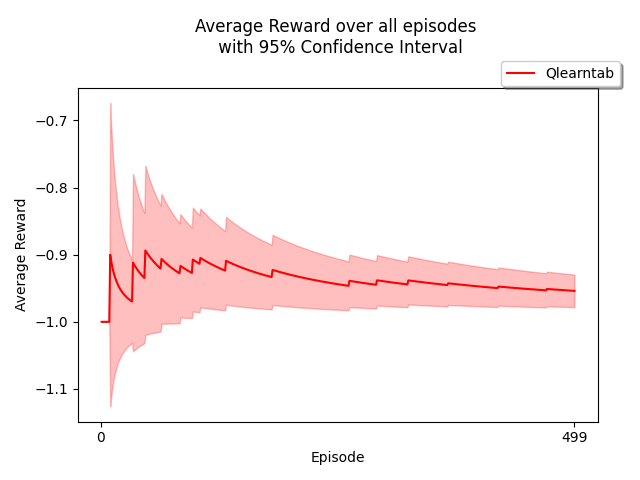 Average Reward over all episodes
with 95% Confidence Interval
Qlearntab
−0.7
−0.8
−0.9
−1.0
−1.1
Average Reward
0
499
Episode